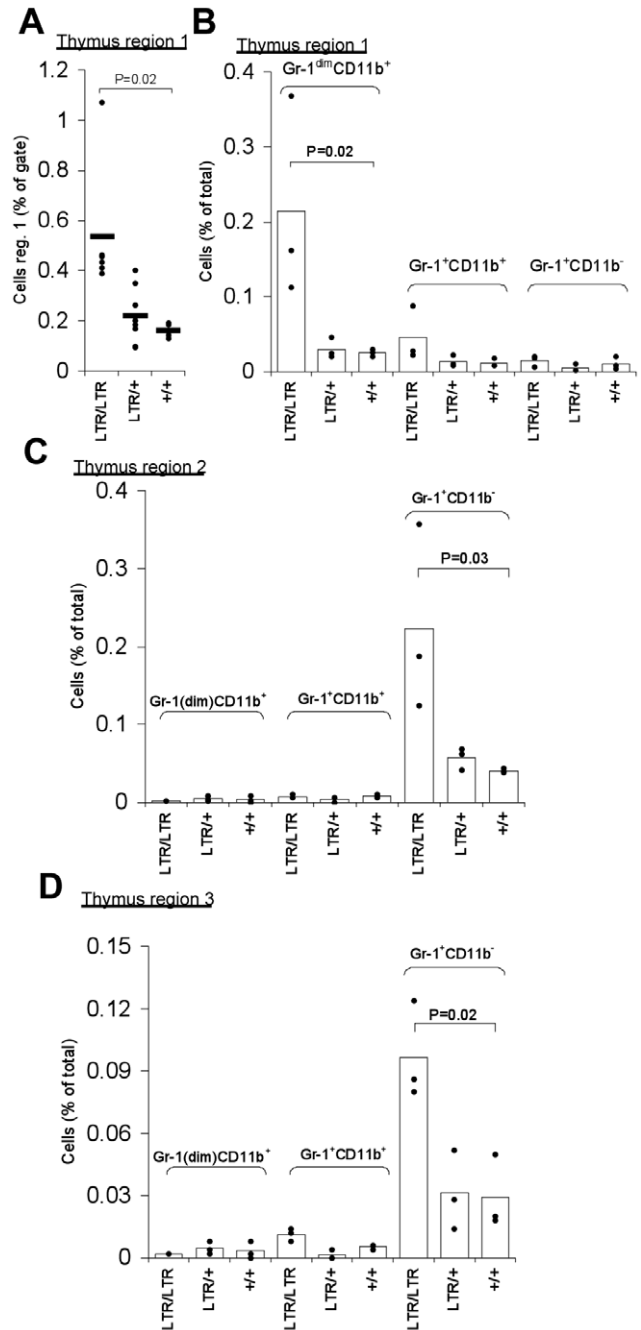 A
Thymus region 1
P=0.02
Cells reg. 1 (% of gate)
1.2
1
0.8
0.6
0.4
0.2
0
LTR/LTR
LTR/+
+/+
B
Thymus region 1
Gr-1dimCD11b+
P=0.02
Gr-1+CD11b+
Gr-1+CD11b-
Cells (% of total)
0.4
0.3
0.2
0.1
0
LTR/LTR
LTR/+
+/+
LTR/LTR
LTR/+
+/+
LTR/LTR
LTR/+
+/+
C
Thymus region 2
Gr-1+CD11b-
P=0.03
Gr-1(dim)CD11b+
Gr-1+CD11b+
Cells (% of total)
0.4
0.3
0.2
0.1
0
LTR/LTR
LTR/+
+/+
LTR/LTR
LTR/+
+/+
LTR/LTR
LTR/+
+/+
D
Thymus region 3
Gr-1+CD11b-
P=0.02
Gr-1(dim)CD11b+
Gr-1+CD11b+
Cells (% of total)
0.15
0.12
0.09
0.06
0.03
0
LTR/LTR
LTR/+
+/+
LTR/LTR
LTR/+
+/+
LTR/LTR
LTR/+
+/+